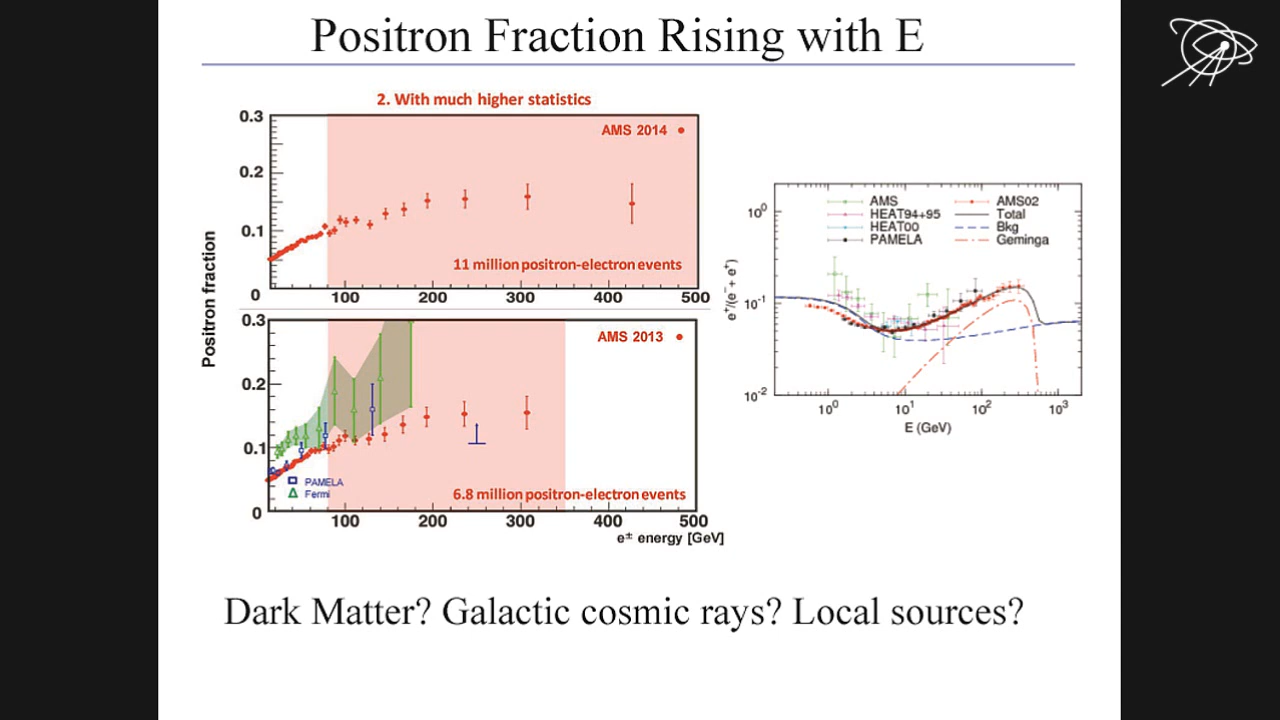 Positron Fraction Rising with E
2. With much higher statistics
0.3
AMS 2014
0.2
0.1
11 million positron-electron events
0
100
200
300
400
500
Positron fraction
0.3
AMS 2013
0.2
0.1
PAMELA
Fermi
6.8 million positron-electron events
0
100
200
300
400
500
e± energy [GeV]
AMS
HEAT94+95
HEAT00
PAMELA
AMS02
Total
Bkg
Geminga
10⁰
10⁻¹
10⁻²
e⁺/(e⁻ + e⁺)
10⁰
10¹
10²
10³
E (GeV)
Dark Matter? Galactic cosmic rays? Local sources?